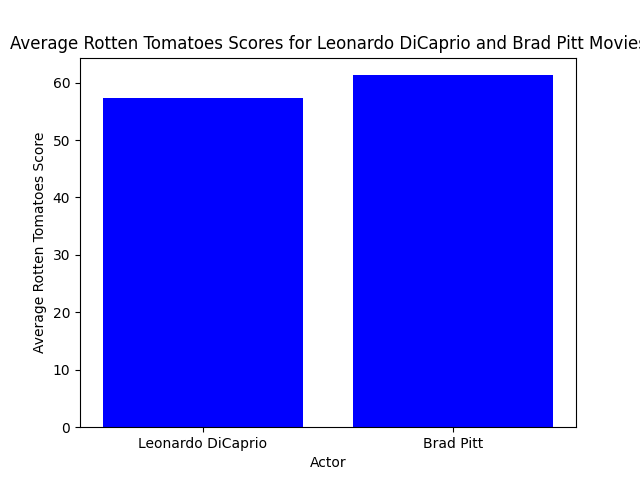 Average Rotten Tomatoes Scores for Leonardo DiCaprio and Brad Pitt Movies
60
50
40
30
20
10
0
Average Rotten Tomatoes Score
Leonardo DiCaprio
Brad Pitt
Actor